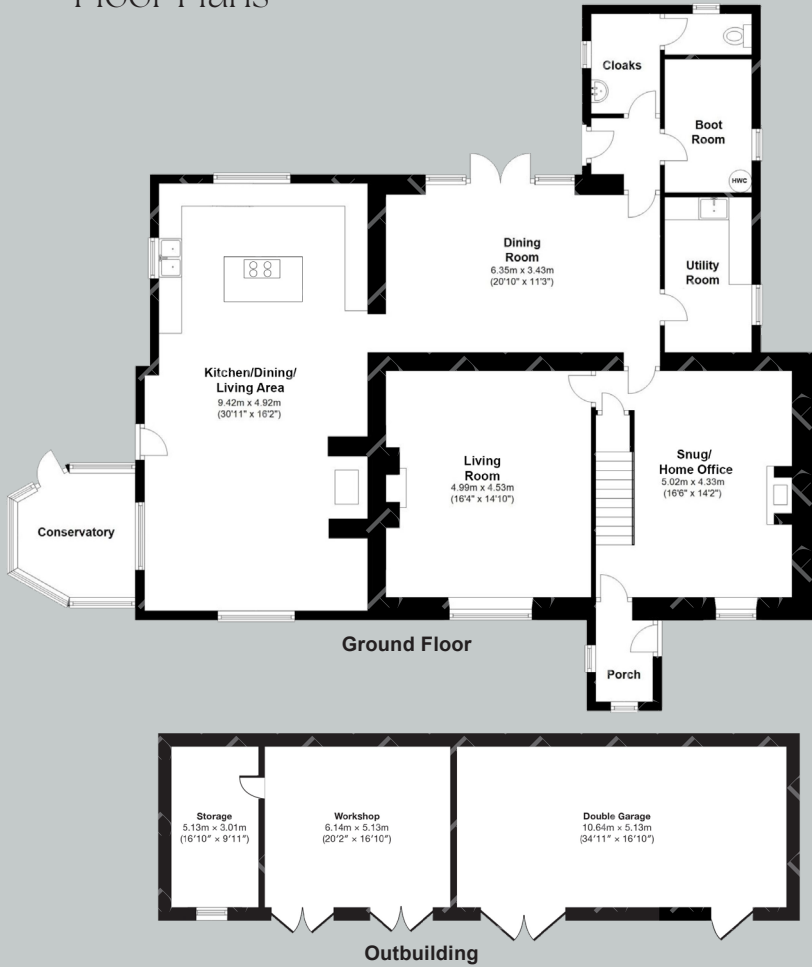 Floor Plans
Cloaks
Boot
Room
HWC
Dining
Room
6.35m x 3.43m
(20'10" x 11'3")
Utility
Room
Kitchen/Dining/
Living Area
9.42m x 4.92m
(30'11" x 16'2")
Living
Room
4.99m x 4.53m
(16'4" x 14'10")
Snug/
Home Office
5.02m x 4.33m
(16'6" x 14'2")
Conservatory
Ground Floor
Porch
Storage
5.13m × 3.01m
(16'10" × 9'11")
Workshop
6.14m × 5.13m
(20'2" × 16'10")
Double Garage
10.64m × 5.13m
(34'11" × 16'10")
Outbuilding